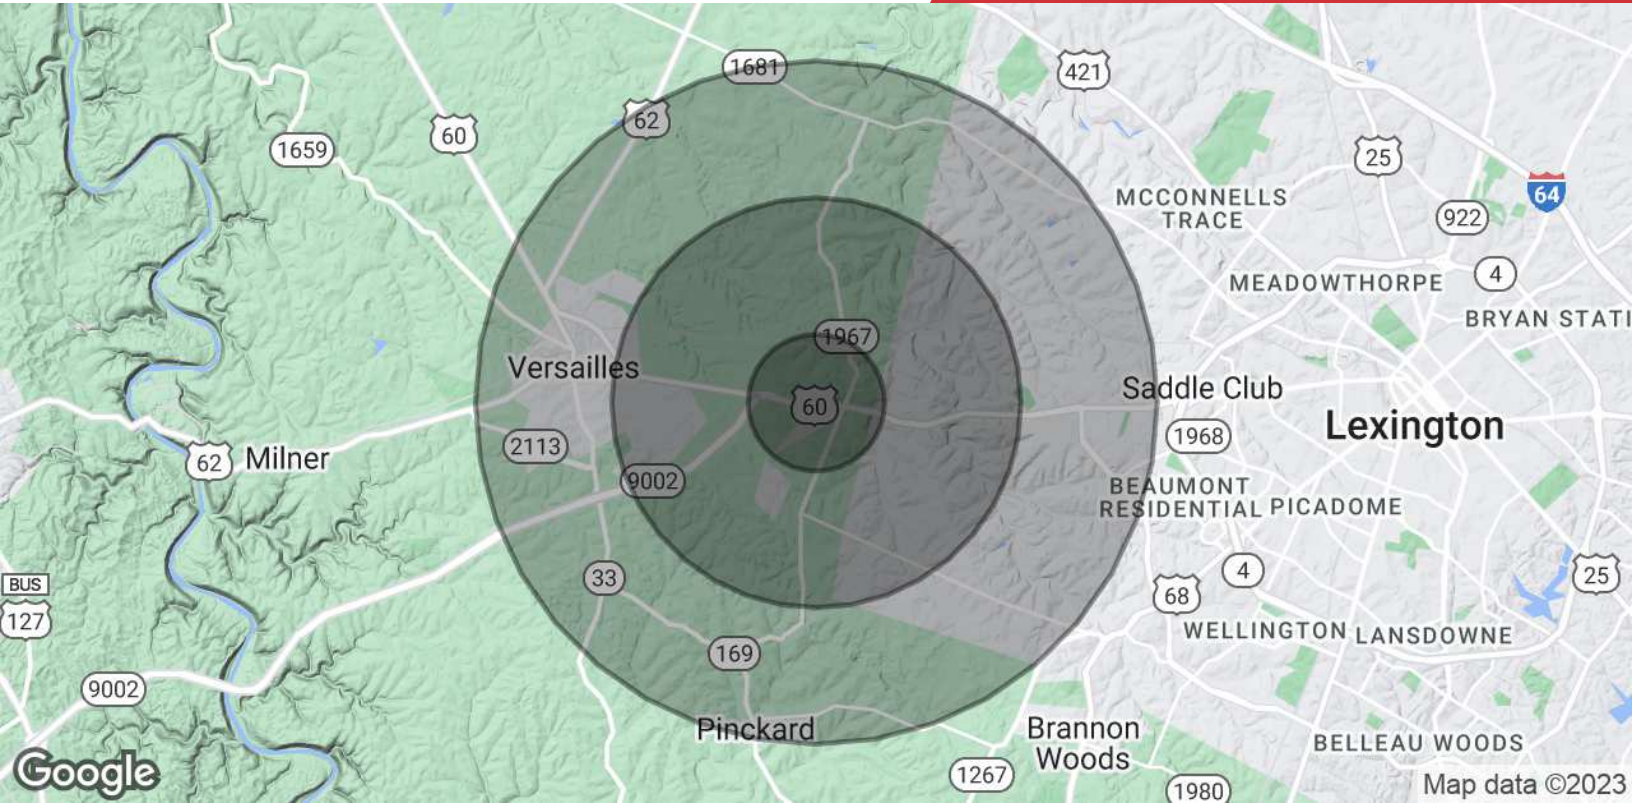 1681
421
62
60
1659
25
64
MCCONNELLS
TRACE
922
4
MEADOWTHORPE
BRYAN STATI
1967
Versailles
60
Saddle Club
Lexington
1968
2113
62
Milner
9002
BEAUMONT
RESIDENTIAL
PICADOME
BUS
127
33
4
25
68
WELLINGTON
LANSDOWNE
169
9002
Pinckard
Brannon
Woods
BELLEAU WOODS
Google
1267
1980
Map data ©2023